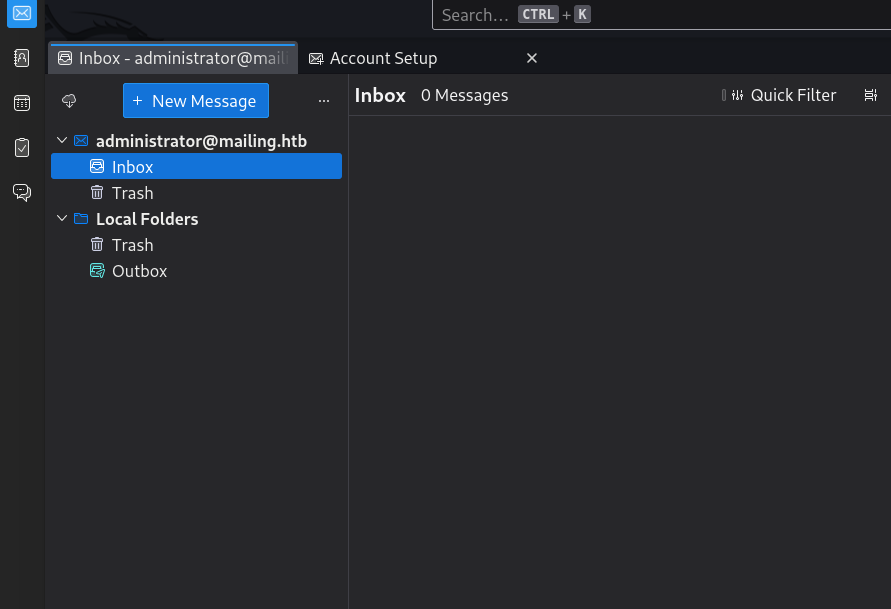 Search... CTRL + K
Inbox - administrator@mail Account Setup
+ New Message ...
Inbox 0 Messages Quick Filter
administrator@mailing.htb
Inbox
Trash
Local Folders
Trash
Outbox